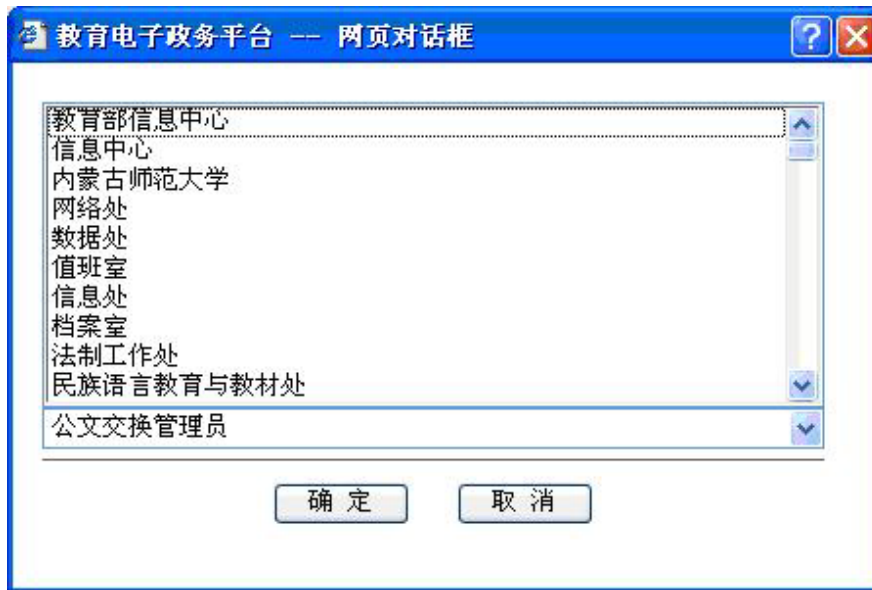 教育电子政务平台 -- 网页对话框
教育部信息中心
信息中心
内蒙古师范大学
网络处
数据处
值班室
信息处
档案室
法制工作处
民族语言教育与教材处
公文交换管理员
确 定
取 消